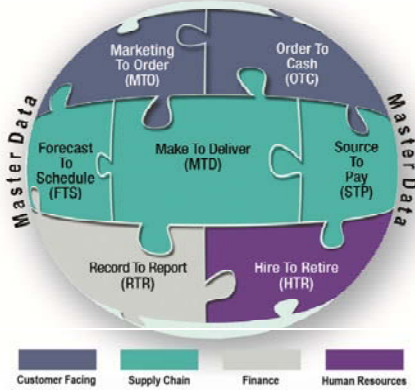 Marketing
To Order
(MTO)
Order To
Cash
(OTC)
Master Data
Master Data
Forecast
To
Schedule
(FTS)
Make To Deliver
(MTD)
Source
To
Pay
(STP)
Record To Report
(RTR)
Hire To Retire
(HTR)
Customer Facing
Supply Chain
Finance
Human Resources